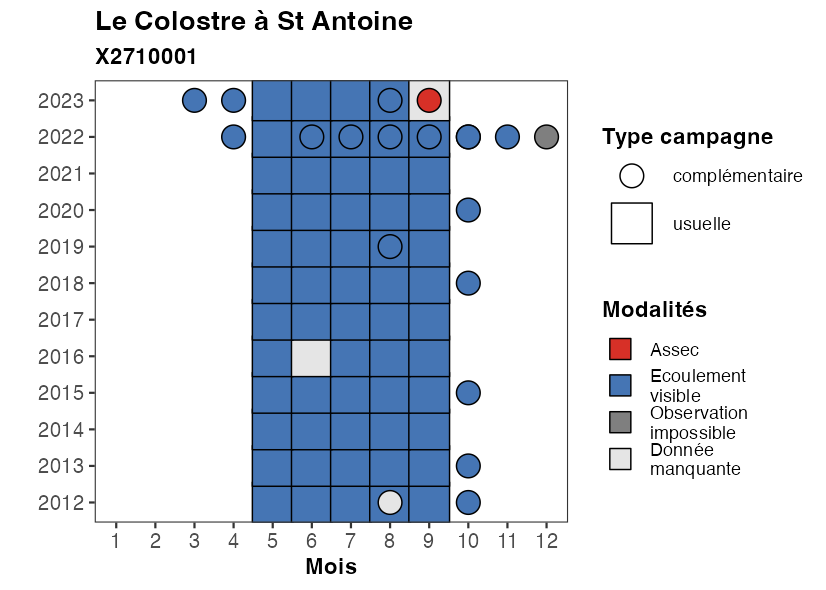 Le Colostre à St Antoine
X2710001
2023
2022
2021
2020
2019
2018
2017
2016
2015
2014
2013
2012
1 2 3 4 5 6 7 8 9 10 11 12
Mois
Type campagne
complémentaire
usuelle
Modalités
Assec
Ecoulement
visible
Observation
impossible
Donnée
manquante